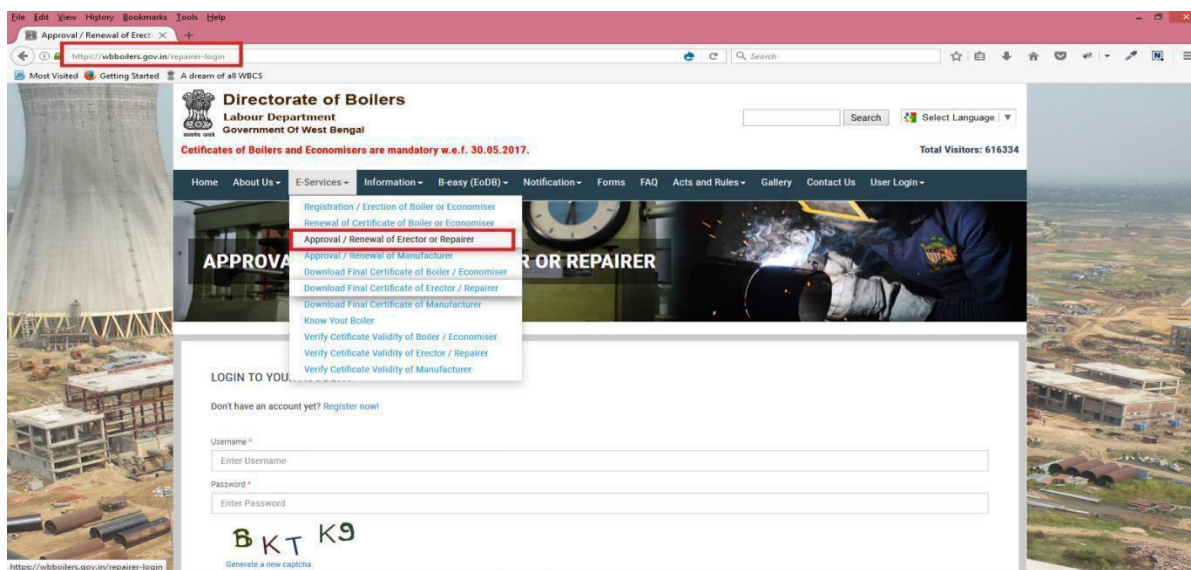 File Edit View History Bookmarks Tools Help
Approval / Renewal of Erect
https://wbboilers.gov.in/repairer-login
Search
Most Visited Getting Started A dream of all WBCS
Directorate of Boilers
Labour Department
Government Of West Bengal
Search Select Language
Cetificates of Boilers and Economisers are mandatory w.e.f. 30.05.2017.
Total Visitors: 616334
Home About Us E-Services Information B-easy (EoDB) Notification Forms FAQ Acts and Rules Gallery Contact Us User Login
Registration / Erection of Boiler or Economiser
Renewal of Certificate of Boiler or Economiser
Approval / Renewal of Erector or Repairer
Approval / Renewal of Manufacturer
Download Final Certificate of Boiler / Economiser
Download Final Certificate of Erector / Repairer
Download Final Certificate of Manufacturer
Know Your Boiler
Verify Cetificate Validity of Boiler / Economiser
Verify Cetificate Validity of Erector / Repairer
Verify Cetificate Validity of Manufacturer
APPROVA R OR REPAIRER
LOGIN TO YOU
Don't have an account yet? Register now!
Username *
Enter Username
Password *
Enter Password
B K T K 9
Generate a new captcha
https://wbboilers.gov.in/repairer-login